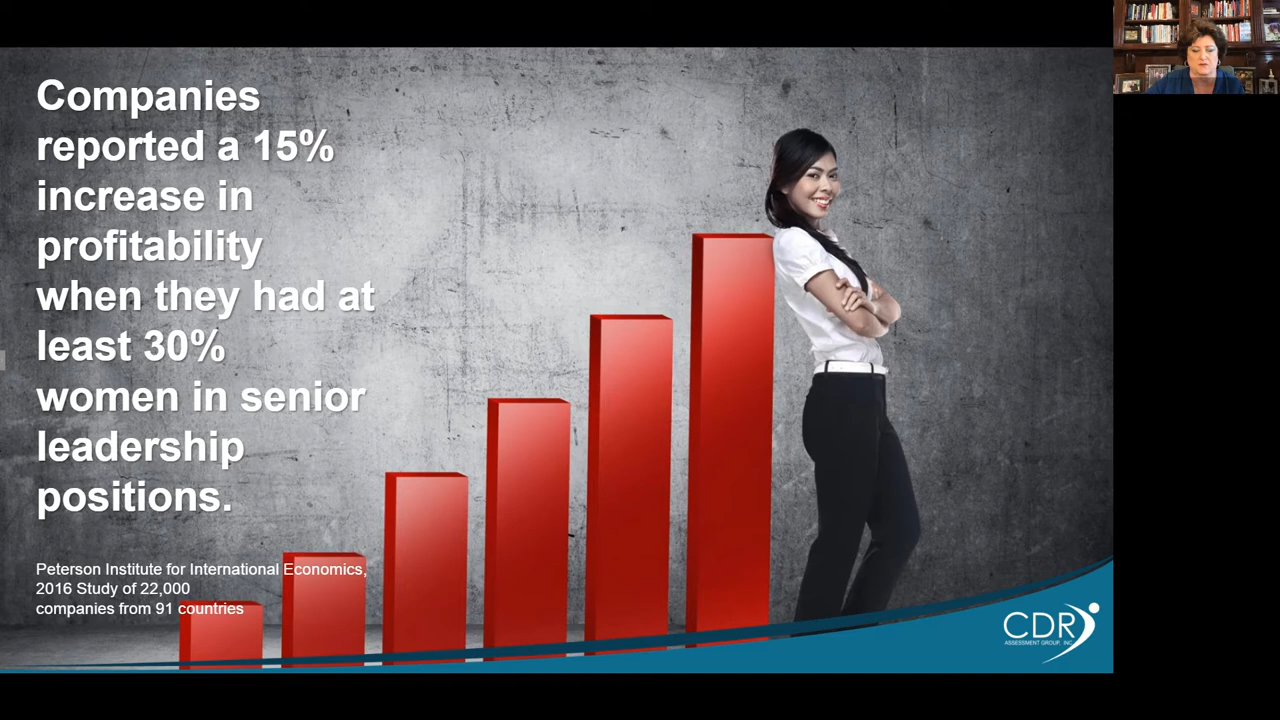 Companies
reported a 15%
increase in
profitability
when they had at
least 30%
women in senior
leadership
positions.
Peterson Institute for International Economics,
2016 Study of 22,000
companies from 91 countries
CDR
ASSESSMENT GROUP, INC.